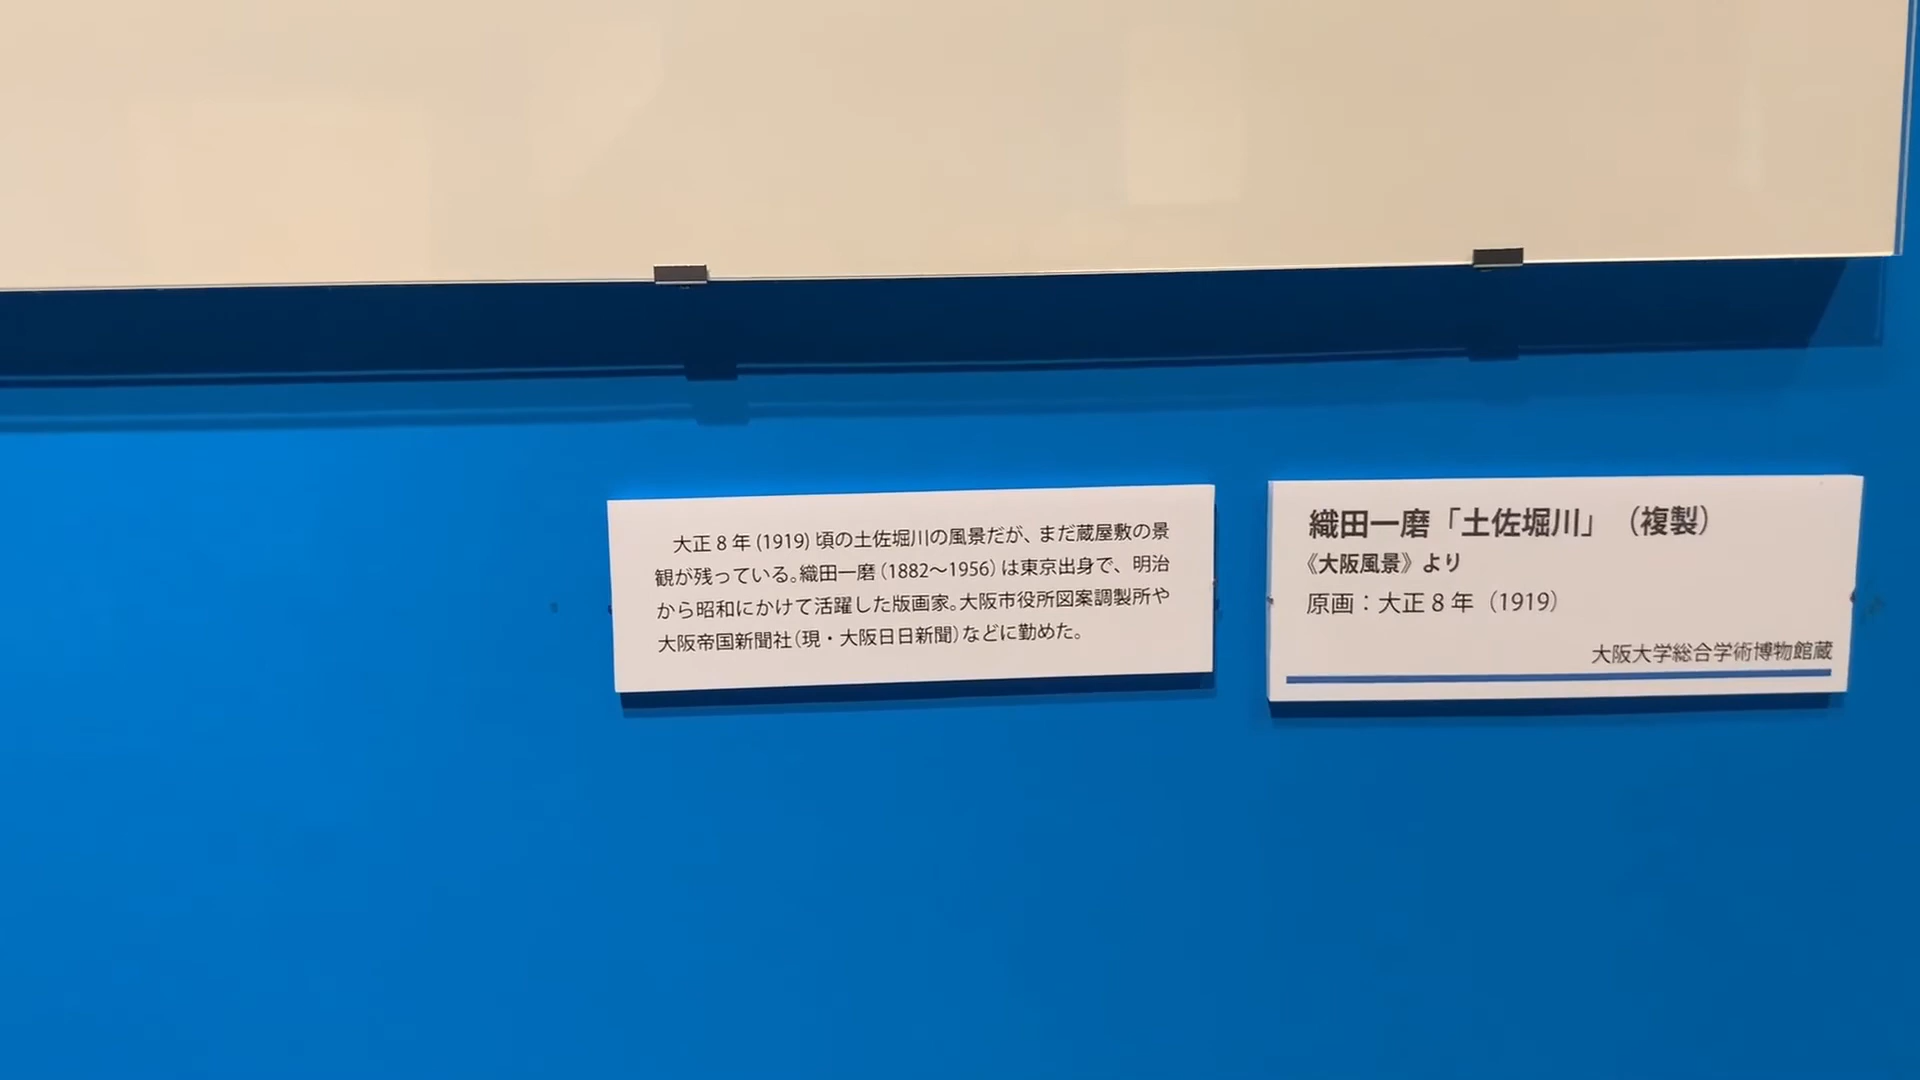 大正8年(1919)頃の土佐堀川の風景だが、まだ蔵屋敷の景
観が残っている。織田一磨(1882〜1956)は東京出身で、明治
から昭和にかけて活躍した版画家。大阪市役所図案調製所や
大阪帝国新聞社(現・大阪日日新聞)などに勤めた。
織田一磨「土佐堀川」(複製)
《大阪風景》より
原画:大正8年(1919)
大阪大学総合学術博物館蔵